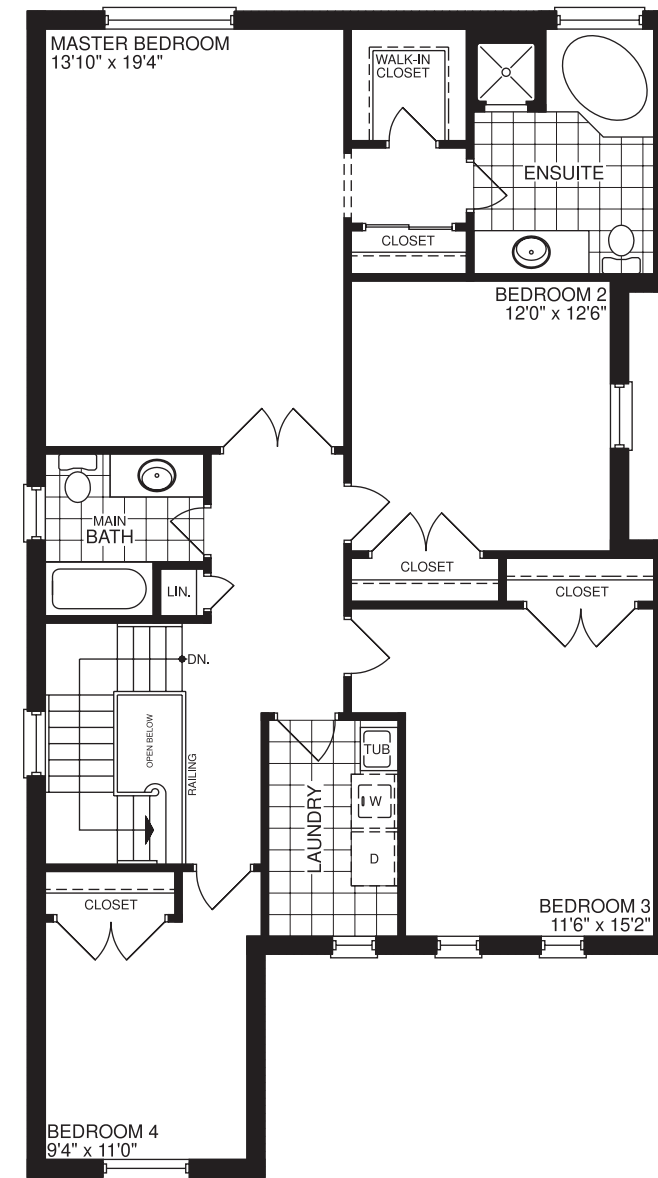 MASTER BEDROOM
13'10" x 19'4"
WALK-IN
CLOSET
ENSUITE
CLOSET
BEDROOM 2
12'0" x 12'6"
MAIN
BATH
CLOSET
LIN.
CLOSET
DN.
OPEN BELOW
RAILING
TUB
LAUNDRY
W
D
CLOSET
BEDROOM 3
11'6" x 15'2"
BEDROOM 4
9'4" x 11'0"